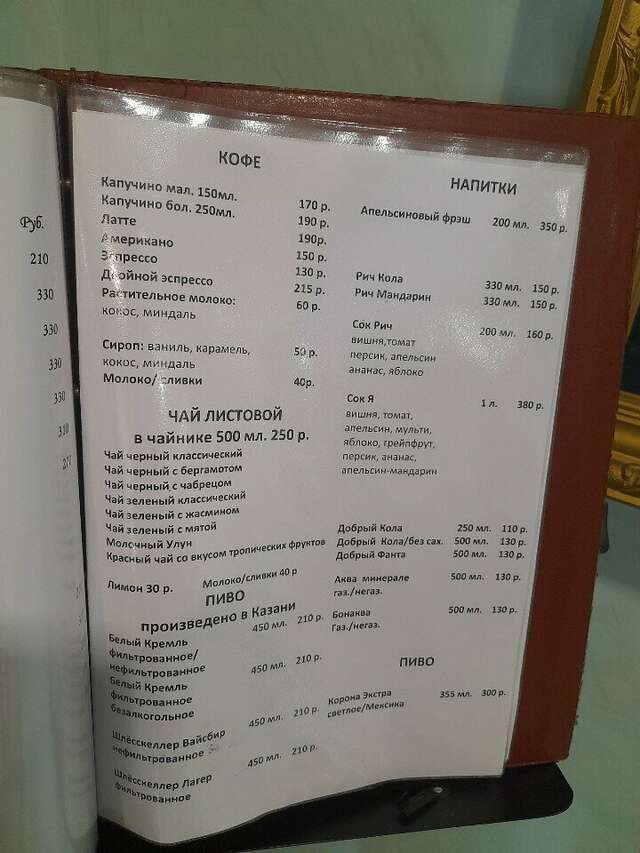 Руб.
210
330
330
330
330
310
КОФЕ
Капучино мал. 150мл. 170 р.
Капучино бол. 250мл. 190 р.
Латте 190р.
Американо 150 р.
Эспрессо 130 р.
Двойной эспрессо 215 р.
Растительное молоко: 60 р.
кокос, миндаль
Сироп: ваниль, карамель, 50 р.
кокос, миндаль
Молоко/ сливки 40р.
ЧАЙ ЛИСТОВОЙ
в чайнике 500 мл. 250 р.
Чай черный классический
Чай черный с бергамотом
Чай черный с чабрецом
Чай зеленый классический
Чай зеленый с жасмином
Чай зеленый с мятой
Молочный Улун
Красный чай со вкусом тропических фруктов
Лимон 30 р. Молоко/сливки 40 р
ПИВО
произведено в Казани
Белый Кремль 450 мл. 210 р.
фильтрованное/
нефильтрованное
Белый Кремль 450 мл. 210 р.
фильтрованное
безалкогольное
Шлёсскеллер Вайсбир 450 мл. 210 р.
нефильтрованное
Шлёсскеллер Лагер 450 мл. 210 р.
фильтрованное
НАПИТКИ
Апельсиновый фрэш 200 мл. 350 р.
Рич Кола 330 мл. 150 р.
Рич Мандарин 330 мл. 150 р.
Сок Рич 200 мл. 160 р.
вишня,томат
персик, апельсин
ананас, яблоко
Сок Я 1 л. 380 р.
вишня, томат,
апельсин, мульти,
яблоко, грейпфрут,
персик, ананас,
апельсин-мандарин
Добрый Кола 250 мл. 110 р.
Добрый Кола/без сах. 500 мл. 130 р.
Добрый Фанта 500 мл. 130 р.
Аква минерале 500 мл. 130 р.
газ./негаз.
Бонаква 500 мл. 130 р.
Газ./негаз.
ПИВО
Корона Экстра 355 мл. 300 р.
светлое/Мексика